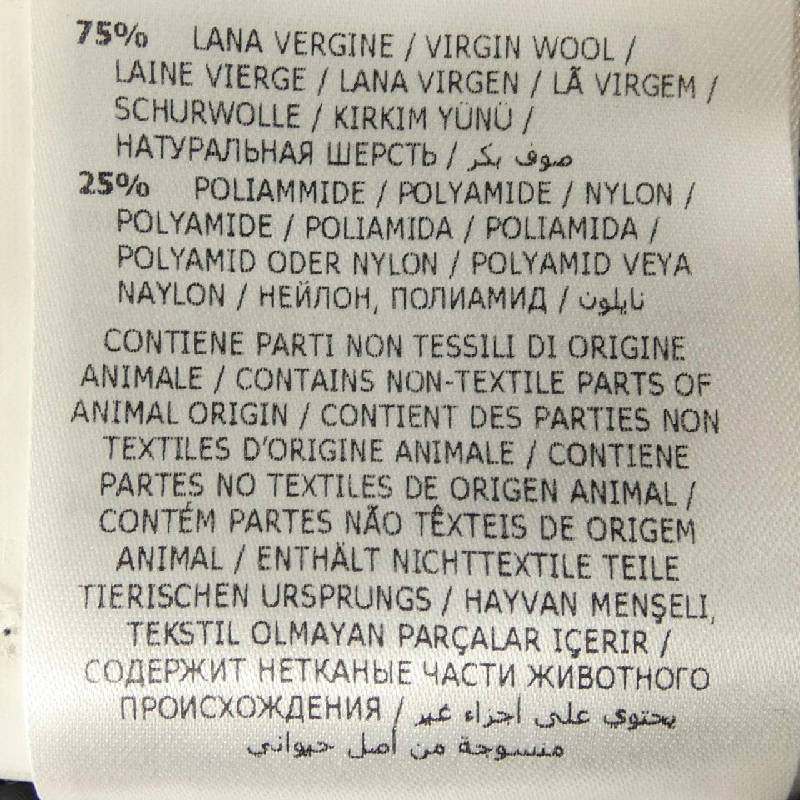 75% LANA VERGINE / VIRGIN WOOL /
LAINE VIERGE / LANA VIRGEN / LÃ VIRGEM /
SCHURWOLLE / KIRKIM YÜNÜ /
НАТУРАЛЬНАЯ ШЕРСТЬ / صوف بكر
25% POLIAMMIDE / POLYAMIDE / NYLON /
POLYAMIDE / POLIAMIDA / POLIAMIDA /
POLYAMID ODER NYLON / POLYAMID VEYA
NAYLON / НЕЙЛОН, ПОЛИАМИД / نايلون
CONTIENE PARTI NON TESSILI DI ORIGINE
ANIMALE / CONTAINS NON-TEXTILE PARTS OF
ANIMAL ORIGIN / CONTIENT DES PARTIES NON
TEXTILES D'ORIGINE ANIMALE / CONTIENE
PARTES NO TEXTILES DE ORIGEN ANIMAL /
CONTÉM PARTES NÃO TÊXTEIS DE ORIGEM
ANIMAL / ENTHÄLT NICHTTEXTILE TEILE
TIERISCHEN URSPRUNGS / HAYVAN MENŞELI,
TEKSTIL OLMAYAN PARÇALAR IÇERIR /
СОДЕРЖИТ НЕТКАНЫЕ ЧАСТИ ЖИВОТНОГО
ПРОИСХОЖДЕНИЯ / يحتوي على أجزاء غير
منسوجة من أصل حيواني